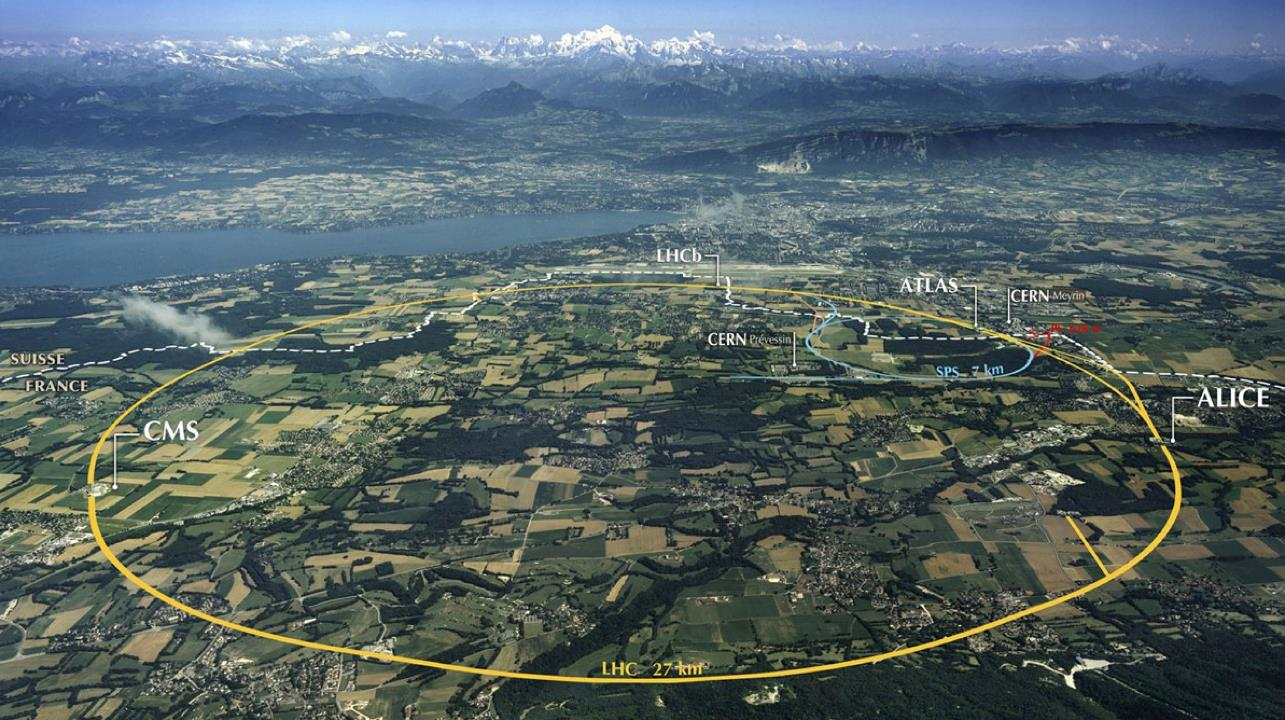 LHCb
ATLAS
CERN Meyrin
CERN Prévessin
SUISSE
FRANCE
SPS 7 km
ALICE
CMS
LHC 27 km